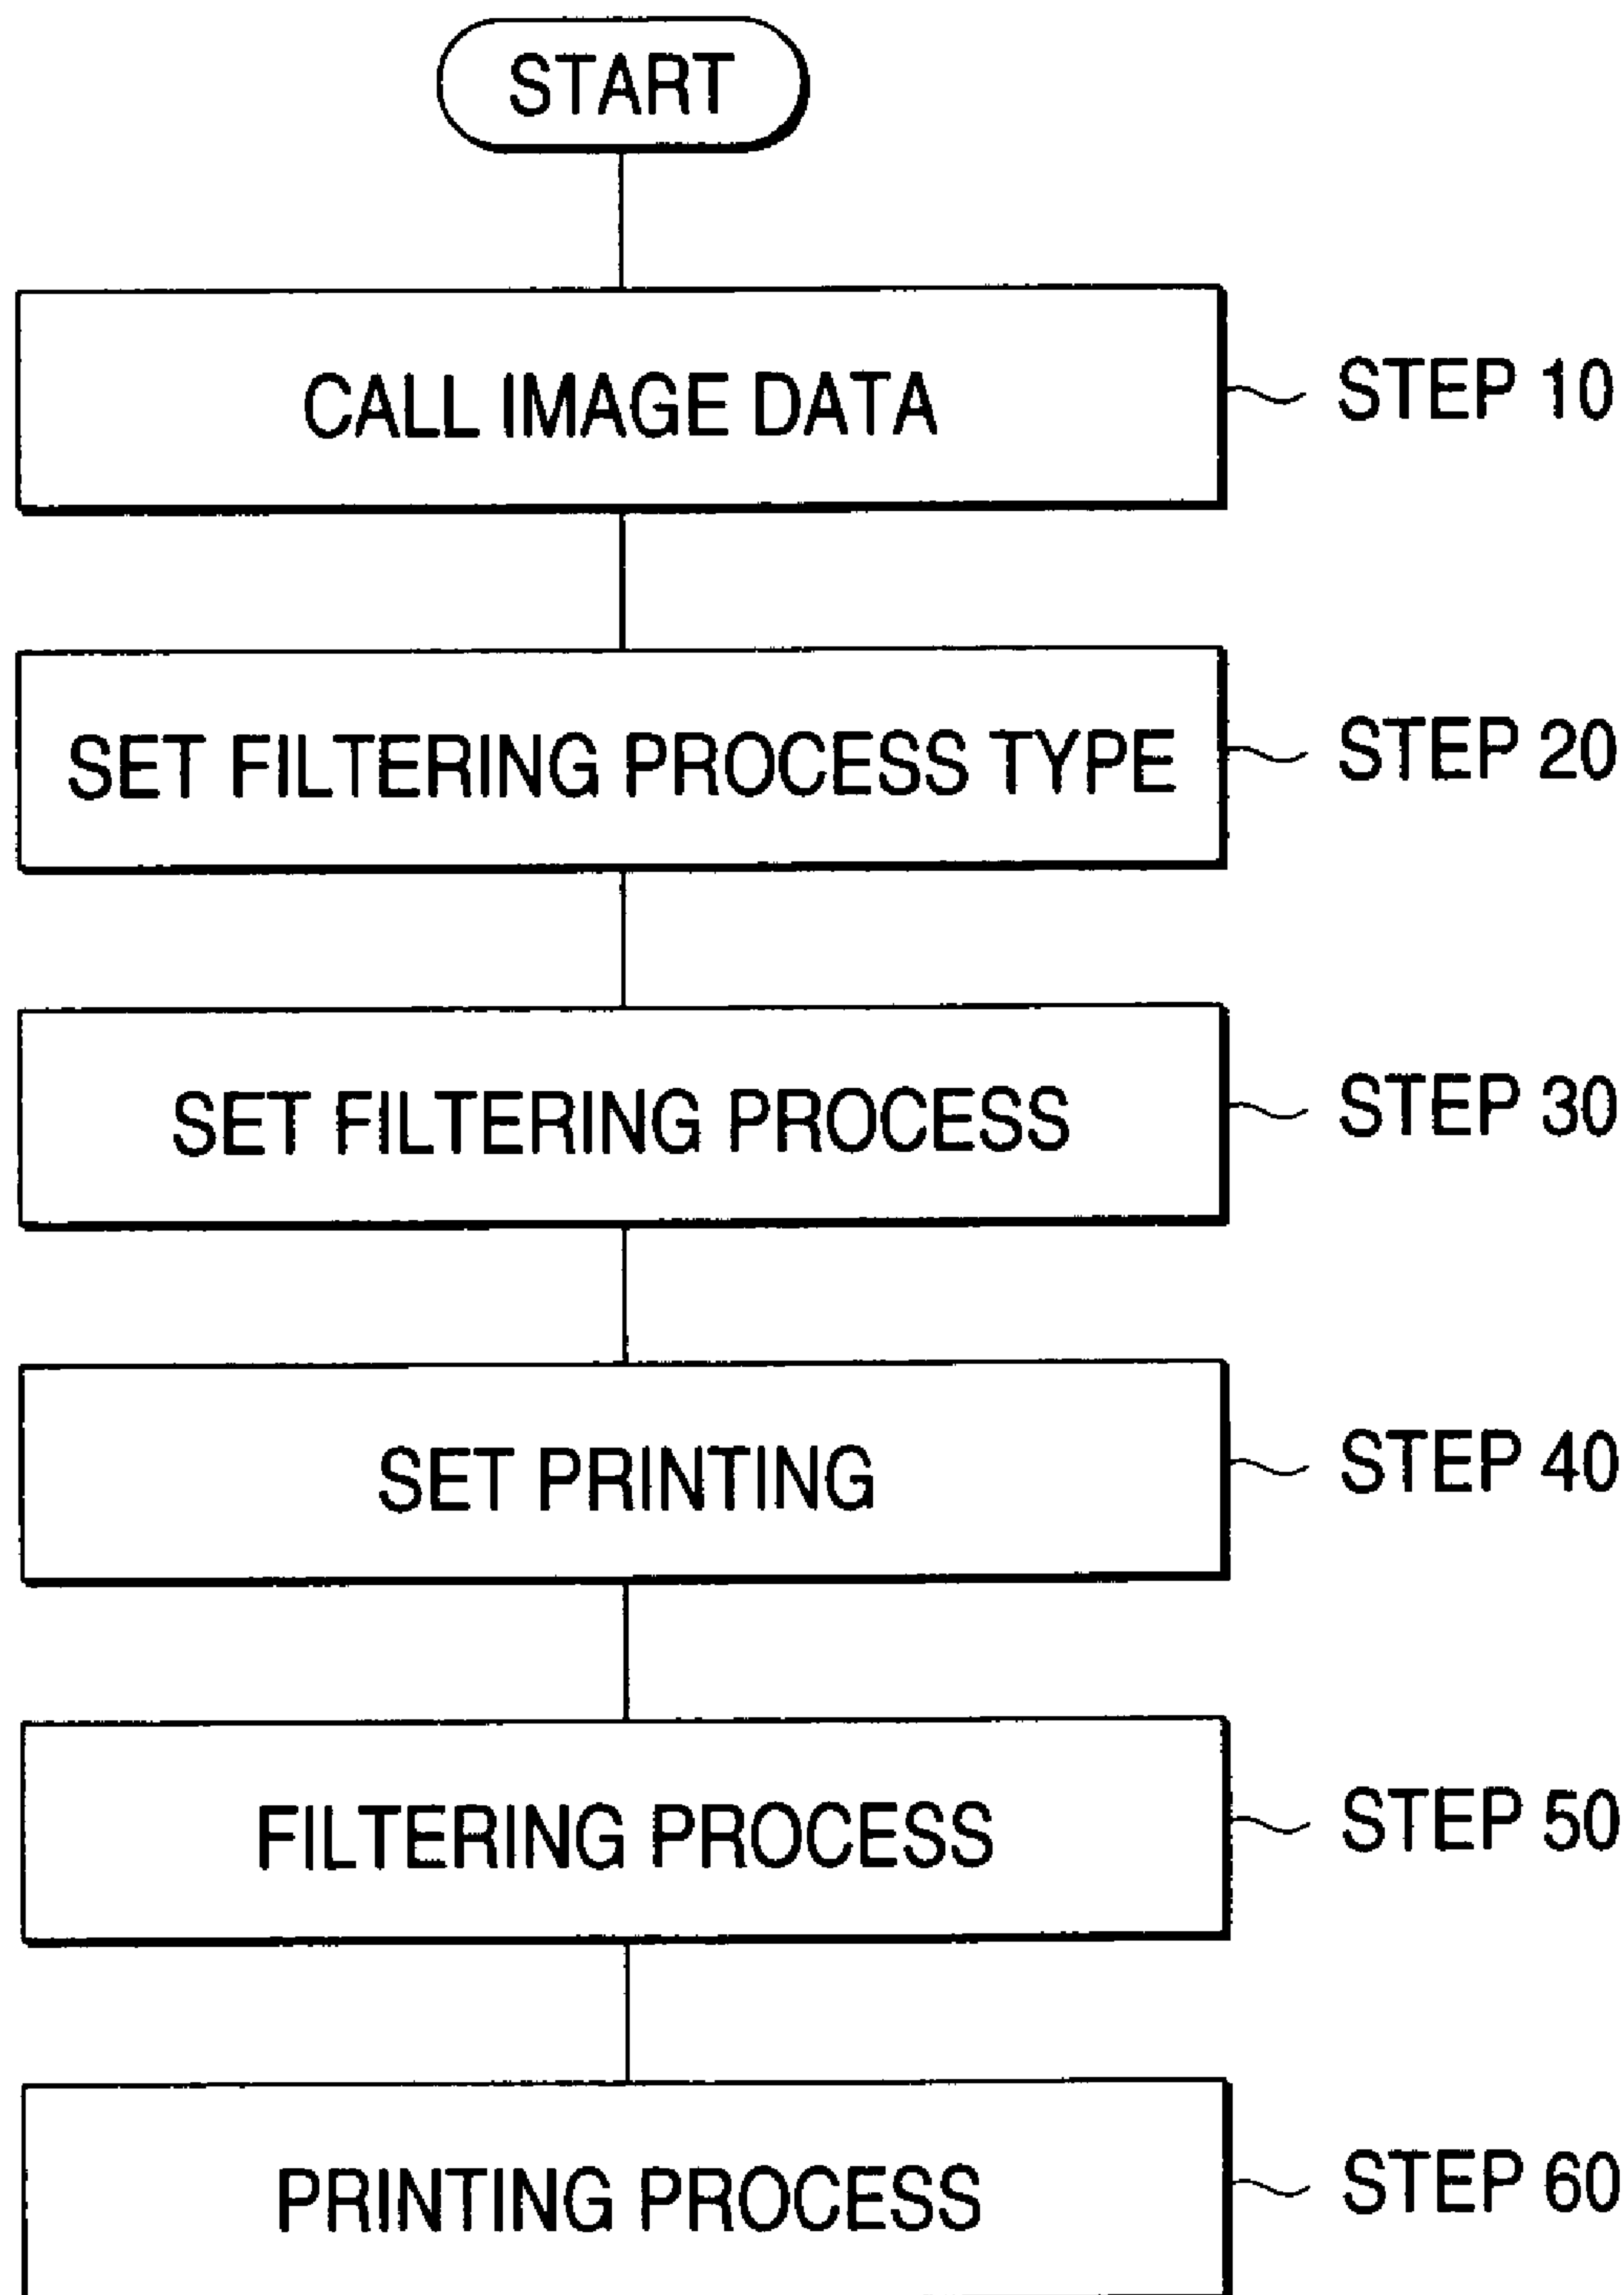 START
CALL IMAGE DATA
STEP 10
SET FILTERING PROCESS TYPE
STEP 20
SET FILTERING PROCESS
STEP 30
SET PRINTING
STEP 40
FILTERING PROCESS
STEP 50
PRINTING PROCESS
STEP 60